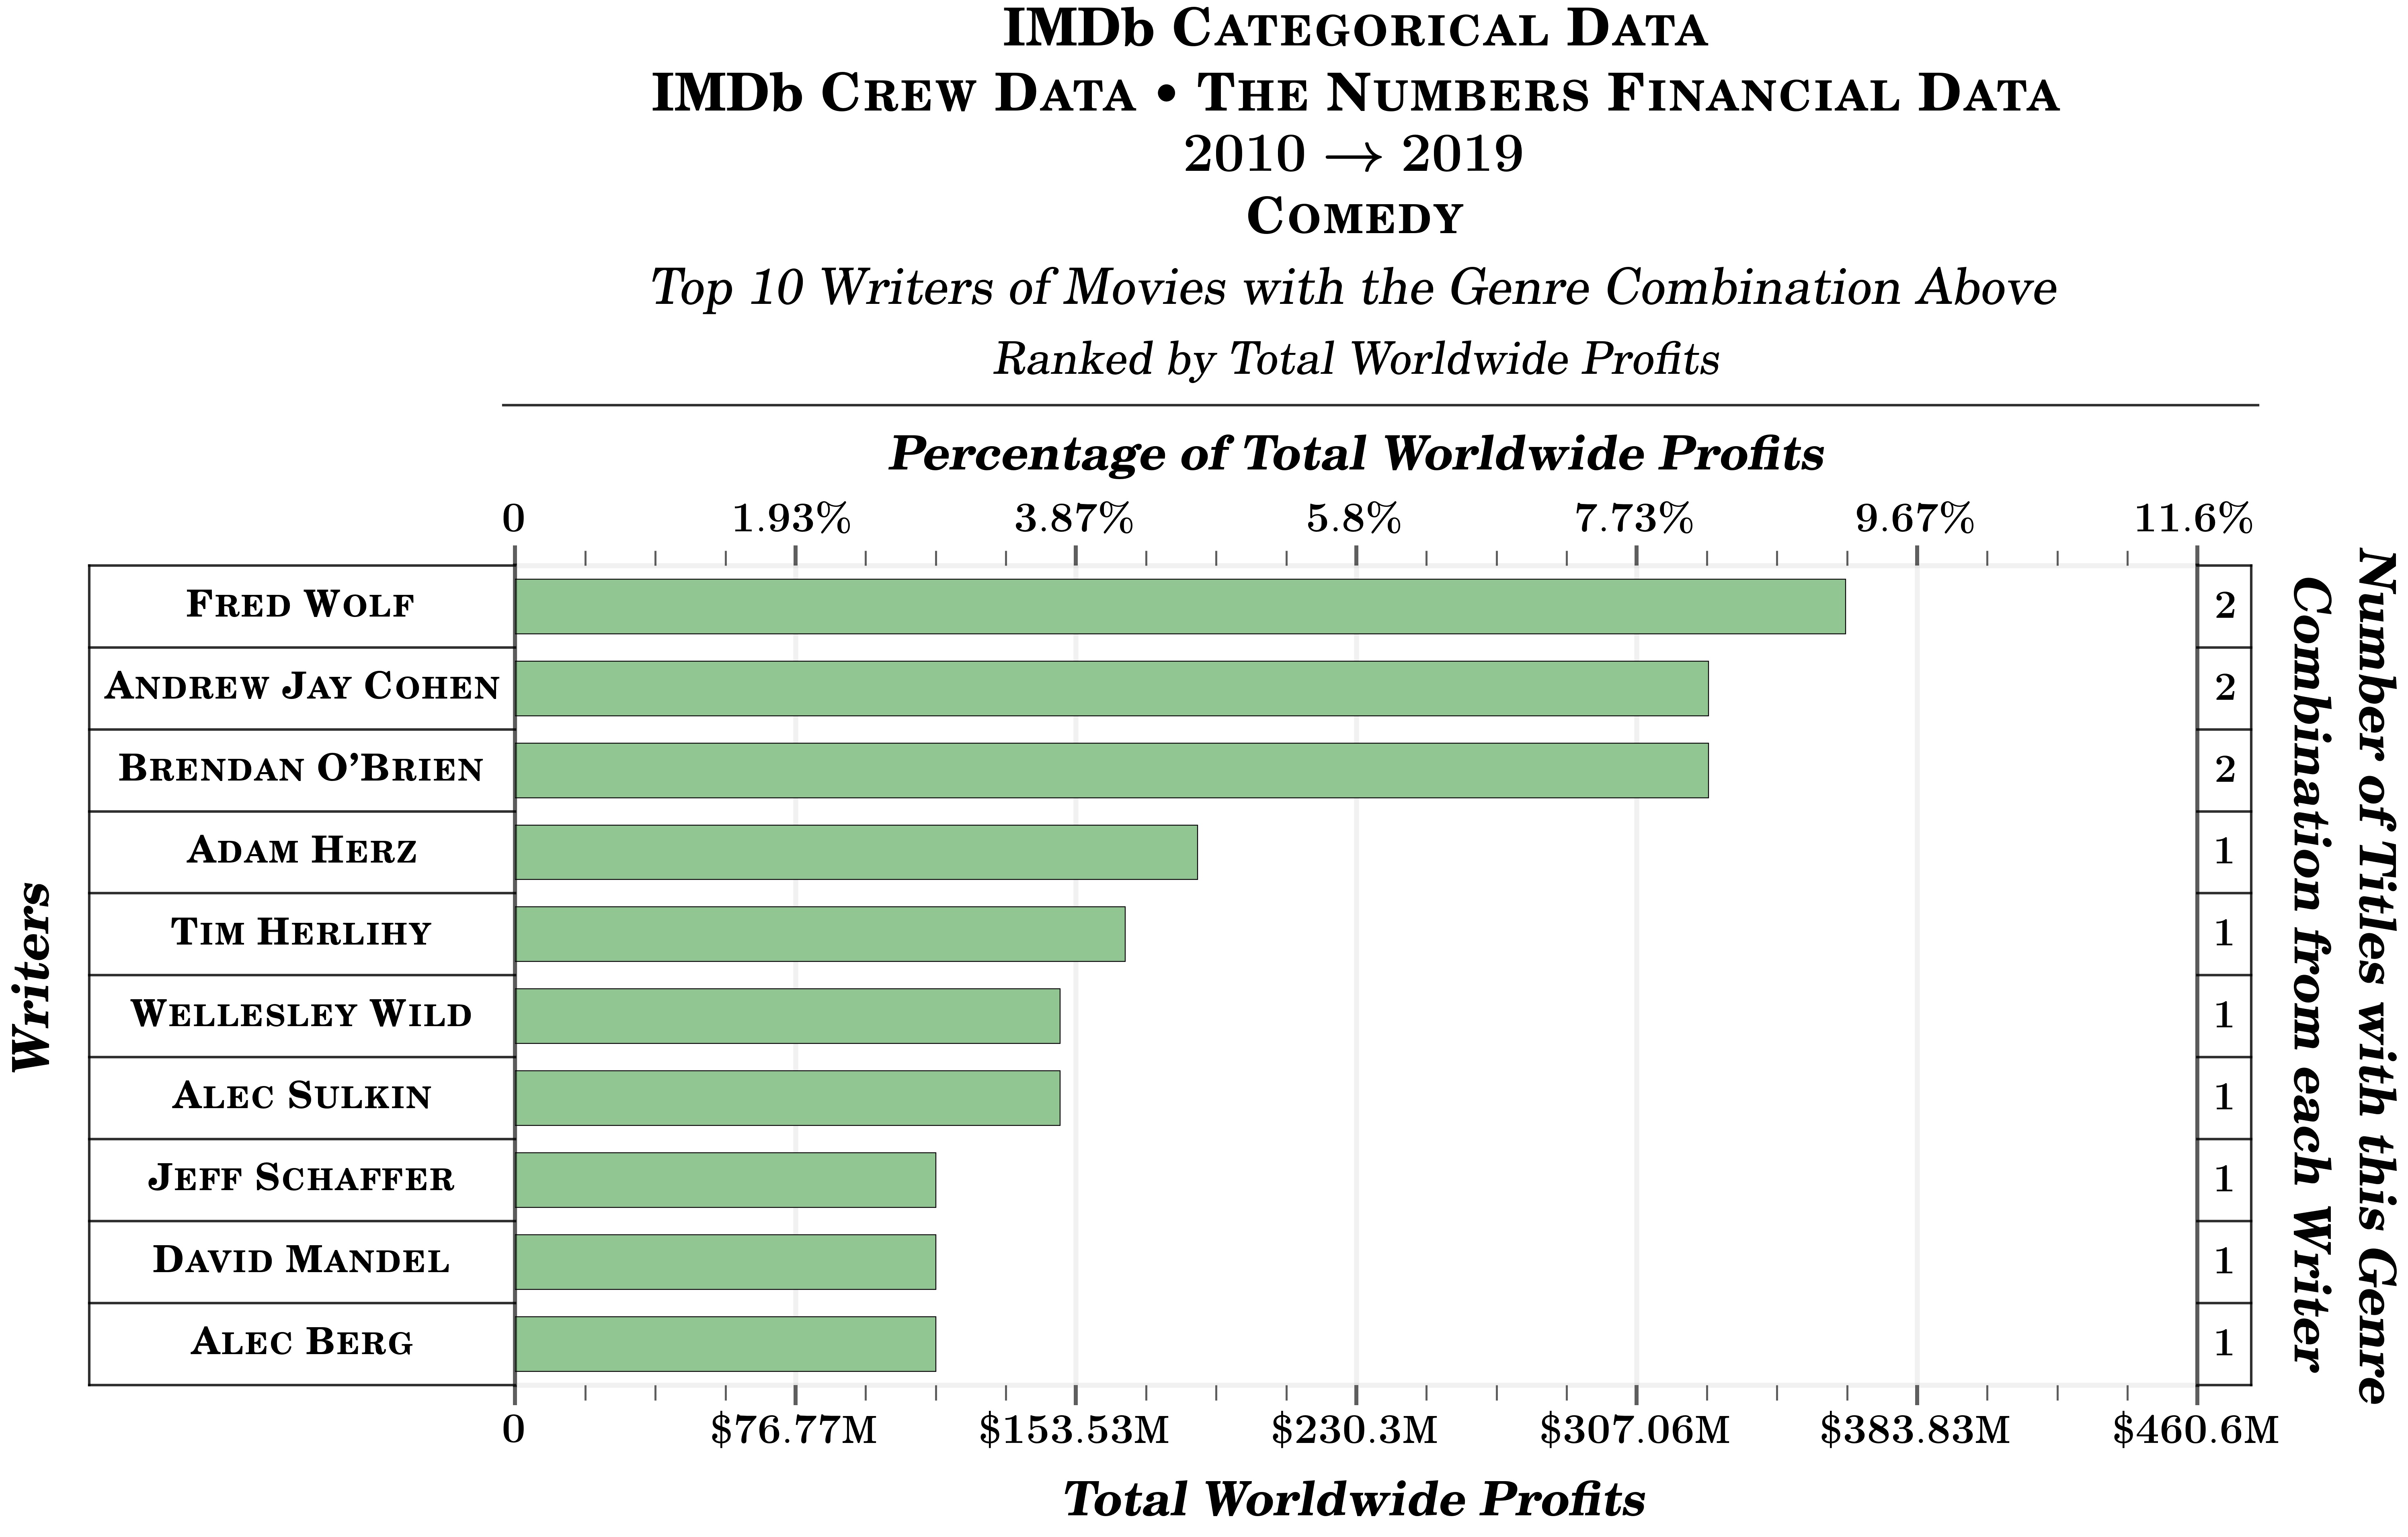 IMDb Categorical Data
IMDb Crew Data • The Numbers Financial Data
2010 → 2019
Comedy
Top 10 Writers of Movies with the Genre Combination Above
Ranked by Total Worldwide Profits
Percentage of Total Worldwide Profits
0 1.93% 3.87% 5.8% 7.73% 9.67% 11.6%
Writers
Fred Wolf 2
Andrew Jay Cohen 2
Brendan O’Brien 2
Adam Herz 1
Tim Herlihy 1
Wellesley Wild 1
Alec Sulkin 1
Jeff Schaffer 1
David Mandel 1
Alec Berg 1
Number of Titles with this Genre
Combination from each Writer
0 $76.77M $153.53M $230.3M $307.06M $383.83M $460.6M
Total Worldwide Profits